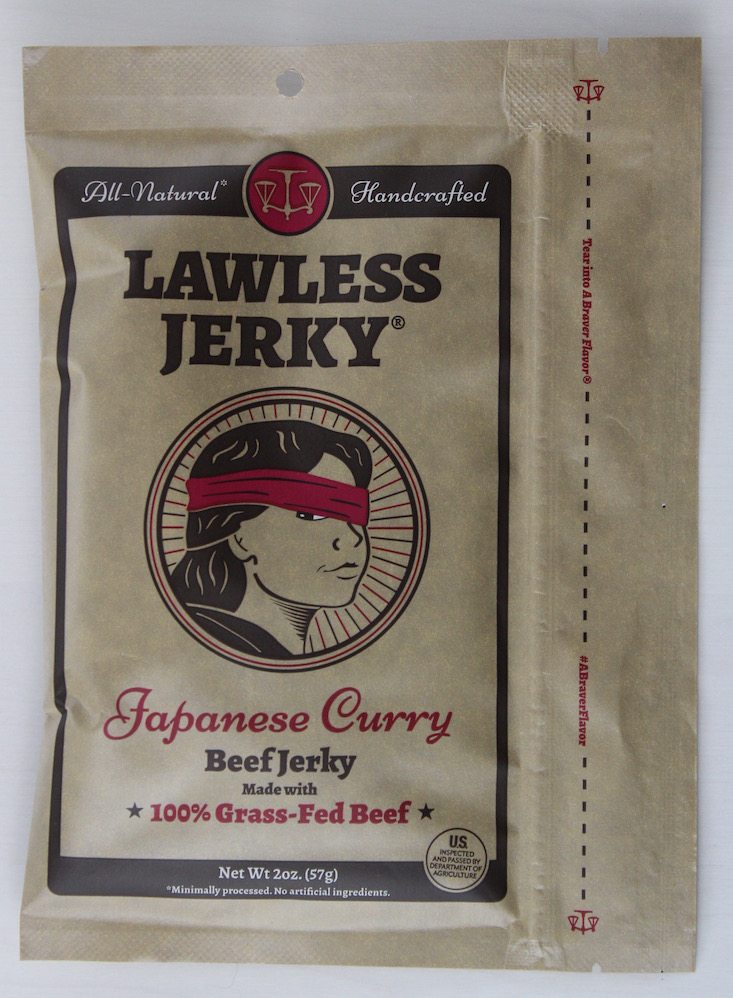 All-Natural*
Handcrafted
LAWLESS
JERKY®
Japanese Curry
Beef Jerky
Made with
★ 100% Grass-Fed Beef ★
Net Wt 2oz. (57g)
*Minimally processed. No artificial ingredients.
U.S.
INSPECTED
AND PASSED BY
DEPARTMENT OF
AGRICULTURE
Tear into A Braver Flavor®
#ABraverFlavor